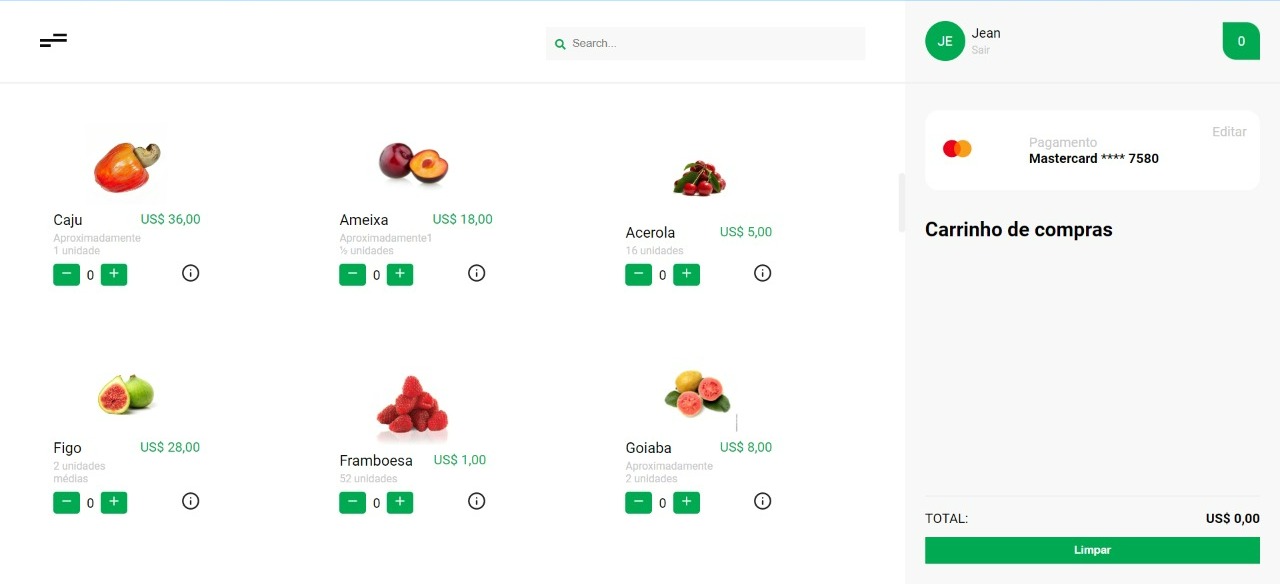 Search...
JE
Jean
Sair
0
Pagamento
Editar
Mastercard **** 7580
Carrinho de compras
Caju
US$ 36,00
Aproximadamente
1 unidade
− 0 +
Ameixa
US$ 18,00
Aproximadamente1
½ unidades
− 0 +
Acerola
US$ 5,00
16 unidades
− 0 +
Figo
US$ 28,00
2 unidades
médias
− 0 +
Framboesa
US$ 1,00
52 unidades
− 0 +
Goiaba
US$ 8,00
Aproximadamente
2 unidades
− 0 +
TOTAL:
US$ 0,00
Limpar